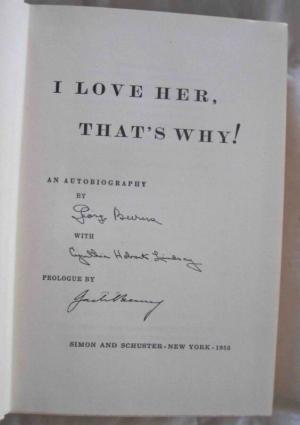 I LOVE HER,
THAT'S WHY!
AN AUTOBIOGRAPHY
BY
George Burns
WITH
Cynthia Hobart Lindsay
PROLOGUE BY
Jack Benny
SIMON AND SCHUSTER - NEW YORK - 1955